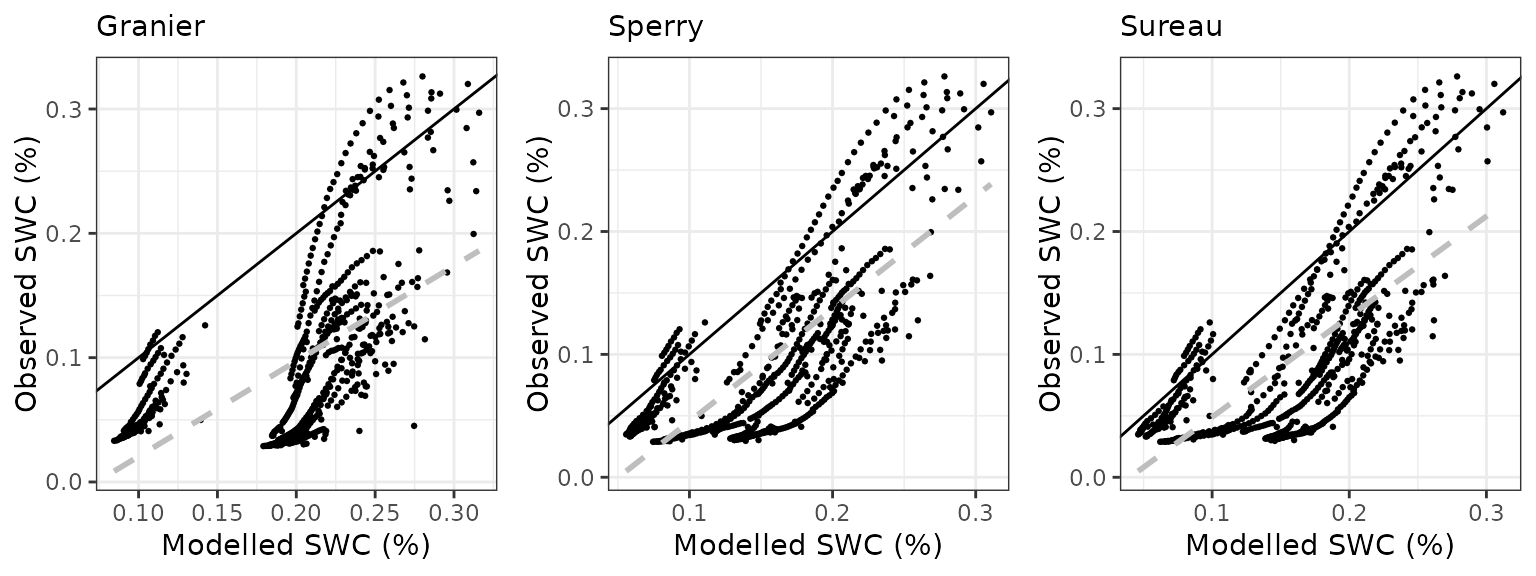 Granier
Observed SWC (%)
0.3
0.2
0.1
0.0
0.10 0.15 0.20 0.25 0.30
Modelled SWC (%)
Sperry
Observed SWC (%)
0.3
0.2
0.1
0.0
0.1 0.2 0.3
Modelled SWC (%)
Sureau
Observed SWC (%)
0.3
0.2
0.1
0.0
0.1 0.2 0.3
Modelled SWC (%)